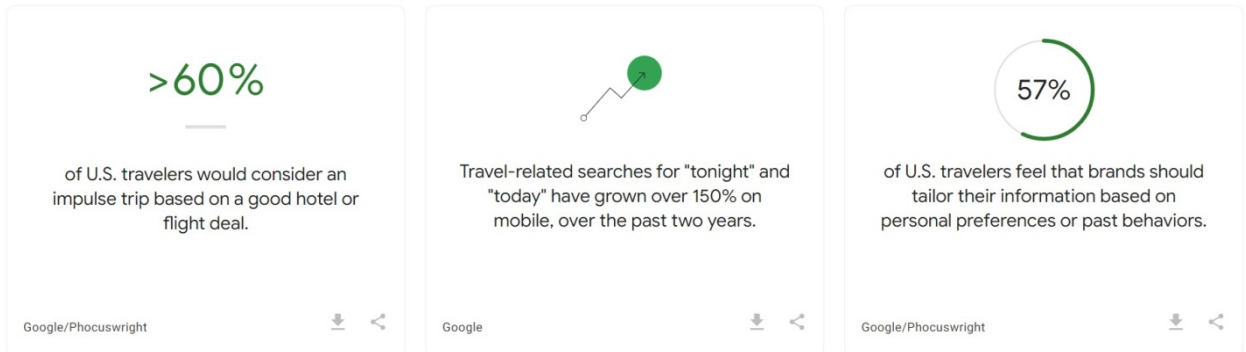 >60%
of U.S. travelers would consider an
impulse trip based on a good hotel or
flight deal.
Google/Phocuswright
Travel-related searches for "tonight" and
"today" have grown over 150% on
mobile, over the past two years.
Google
57%
of U.S. travelers feel that brands should
tailor their information based on
personal preferences or past behaviors.
Google/Phocuswright